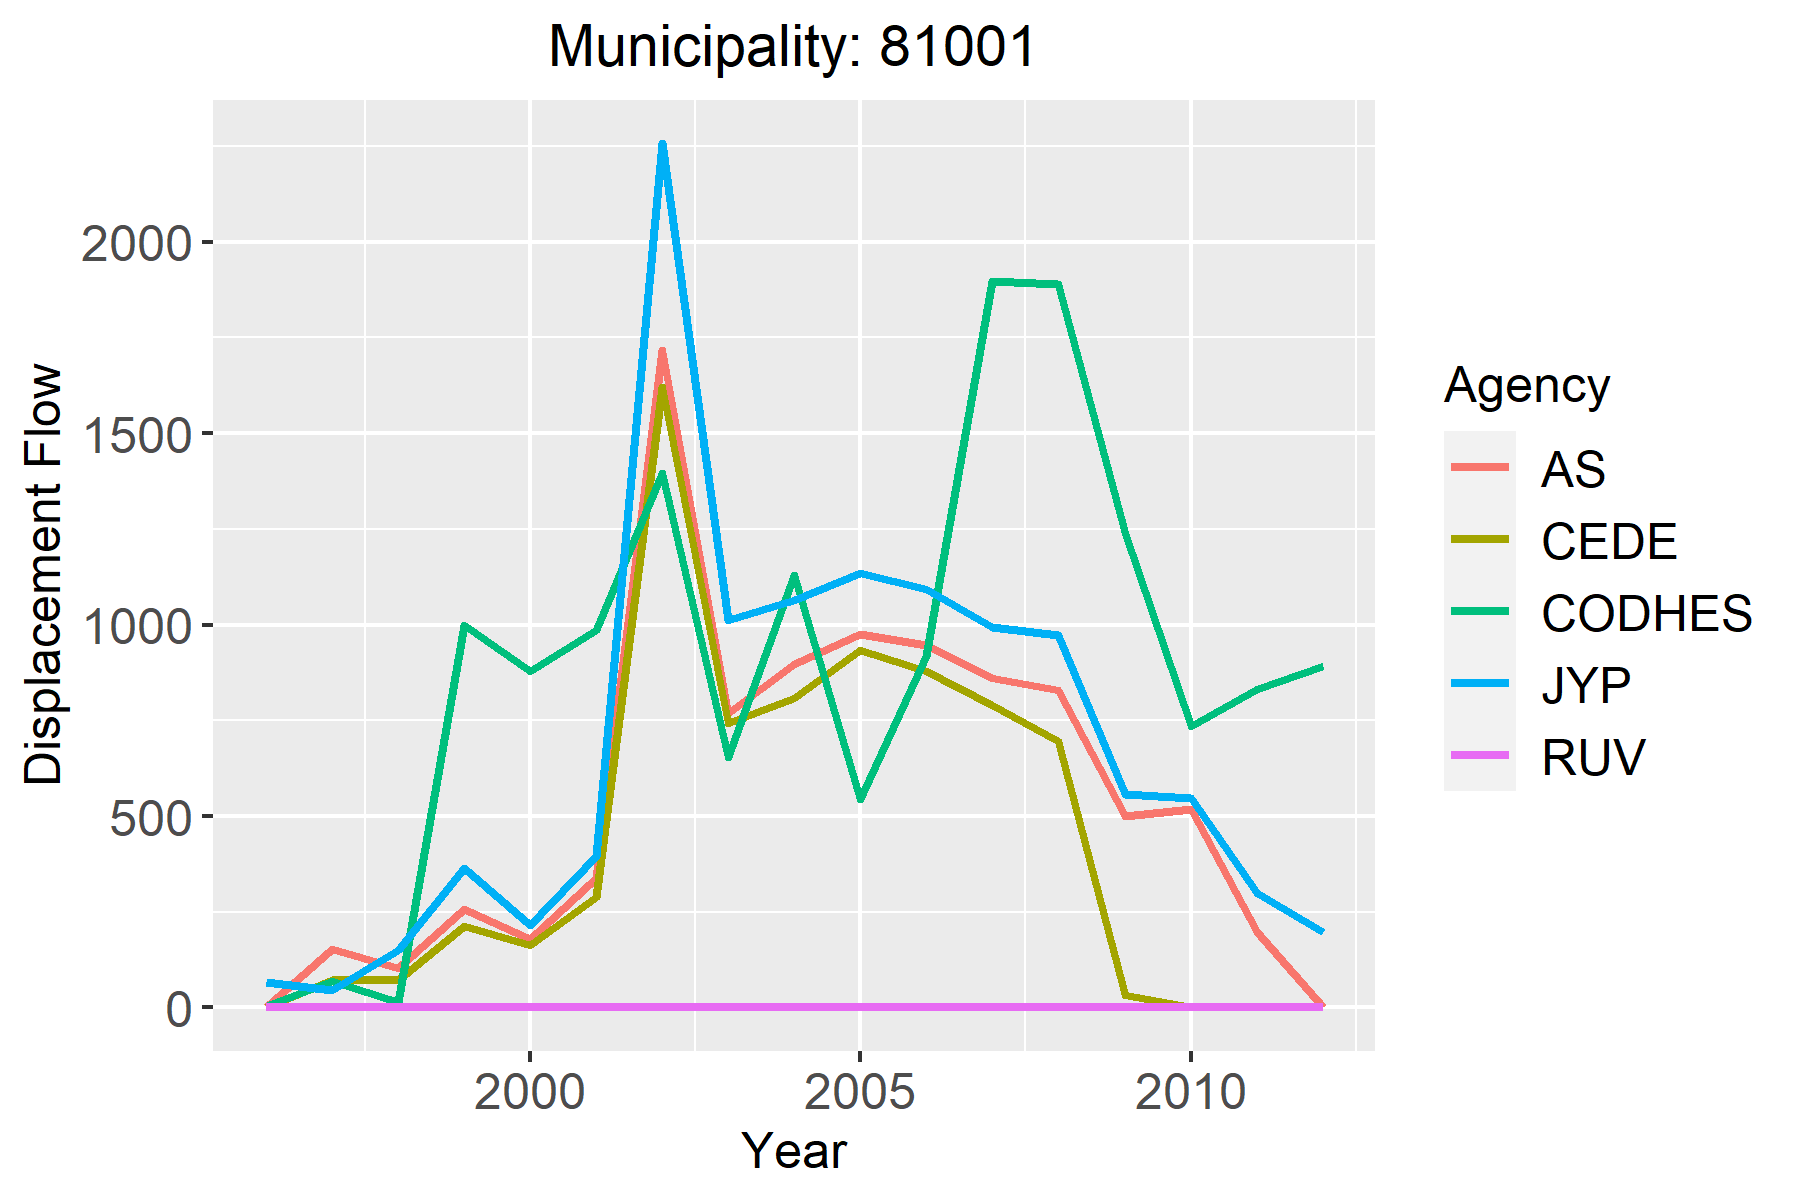 Municipality: 81001
Displacement Flow
2000
1500
1000
500
0
2000
2005
2010
Year
Agency
AS
CEDE
CODHES
JYP
RUV